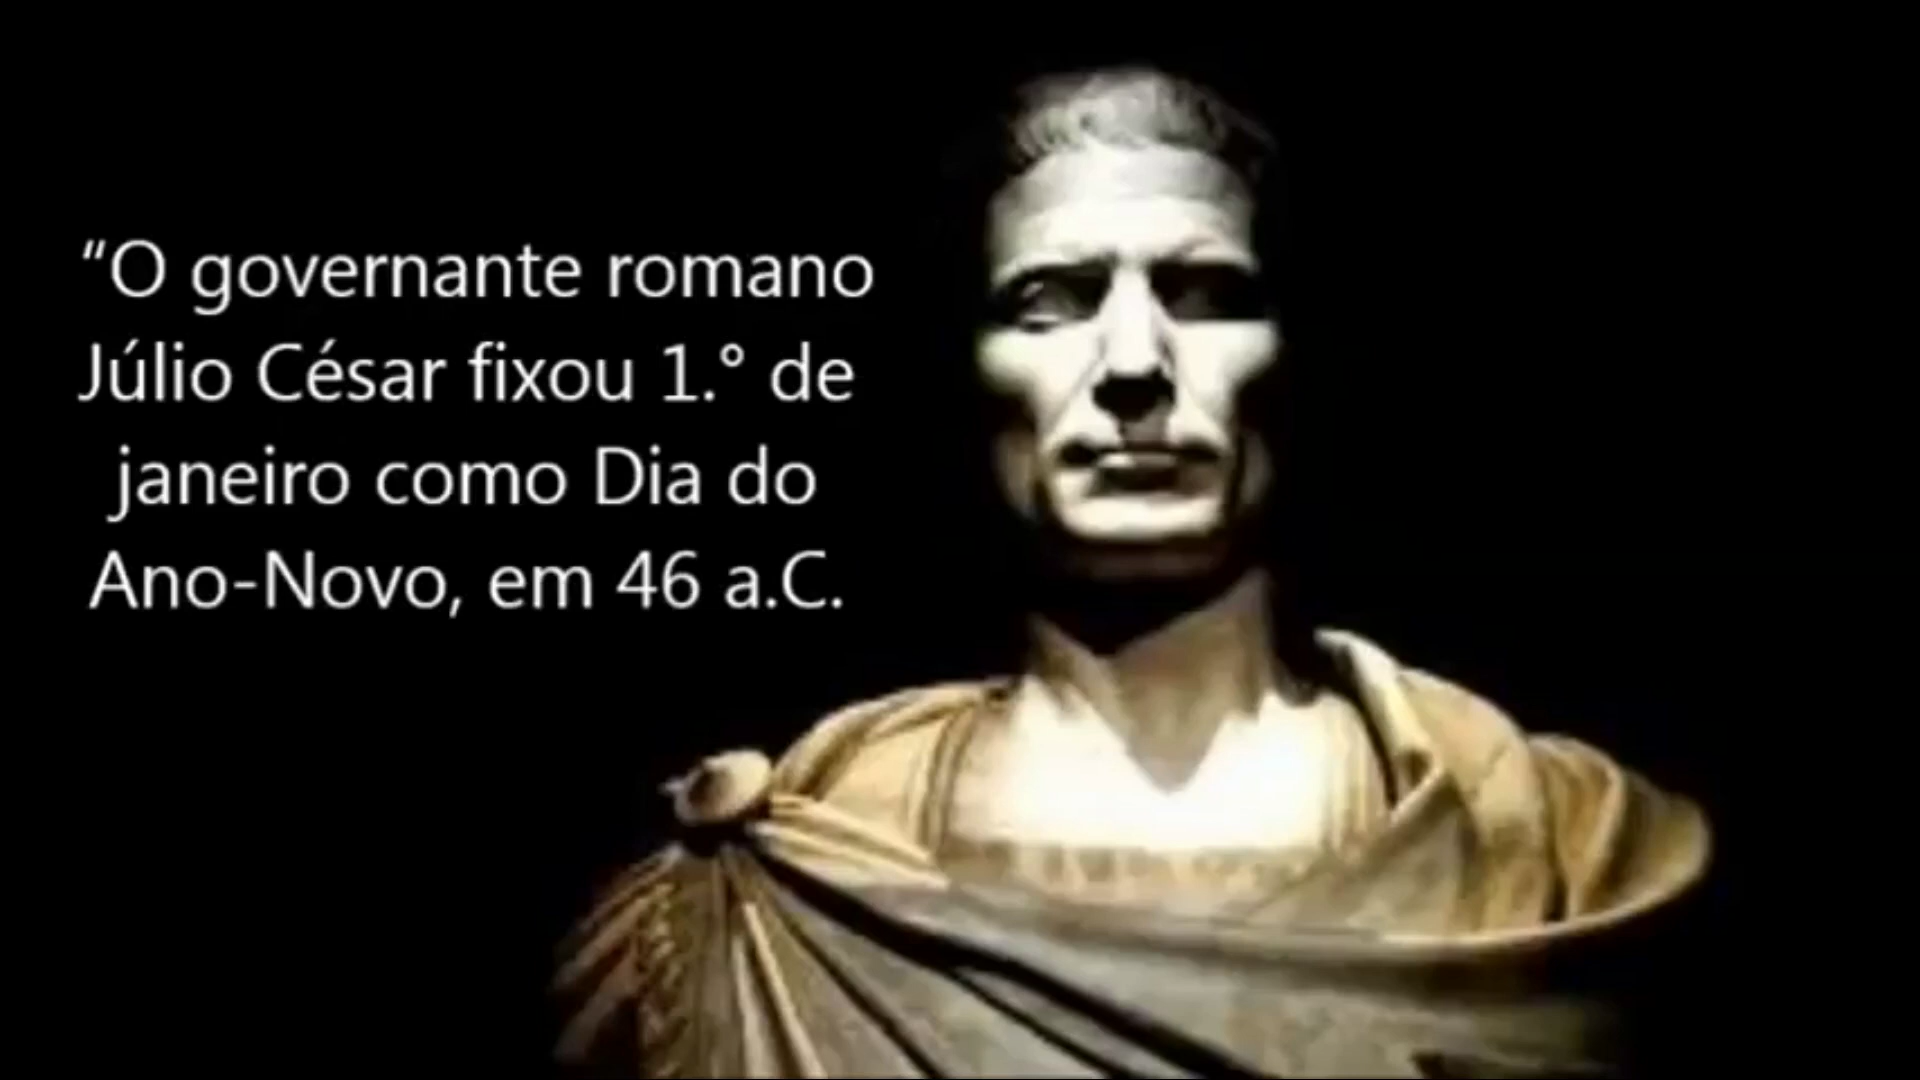 “O governante romano
Júlio César fixou 1.° de
janeiro como Dia do
Ano-Novo, em 46 a.C.